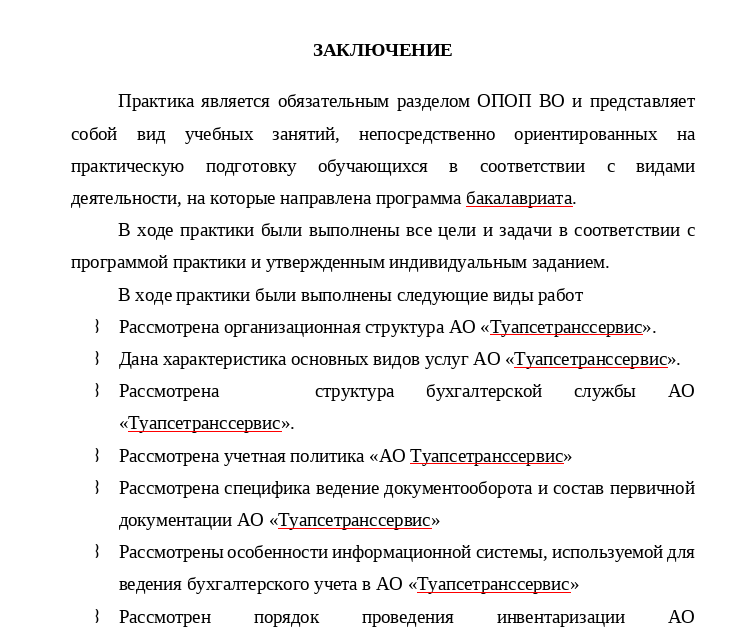 ЗАКЛЮЧЕНИЕ
Практика является обязательным разделом ОПОП ВО и представляет
собой вид учебных занятий, непосредственно ориентированных на
практическую подготовку обучающихся в соответствии с видами
деятельности, на которые направлена программа бакалавриата.
В ходе практики были выполнены все цели и задачи в соответствии с
программой практики и утвержденным индивидуальным заданием.
В ходе практики были выполнены следующие виды работ
Рассмотрена организационная структура АО «Туапсетранссервис».
Дана характеристика основных видов услуг АО «Туапсетранссервис».
Рассмотрена структура бухгалтерской службы АО
«Туапсетранссервис».
Рассмотрена учетная политика «АО Туапсетранссервис»
Рассмотрена специфика ведение документооборота и состав первичной
документации АО «Туапсетранссервис»
Рассмотрены особенности информационной системы, используемой для
ведения бухгалтерского учета в АО «Туапсетранссервис»
Рассмотрен порядок проведения инвентаризации АО